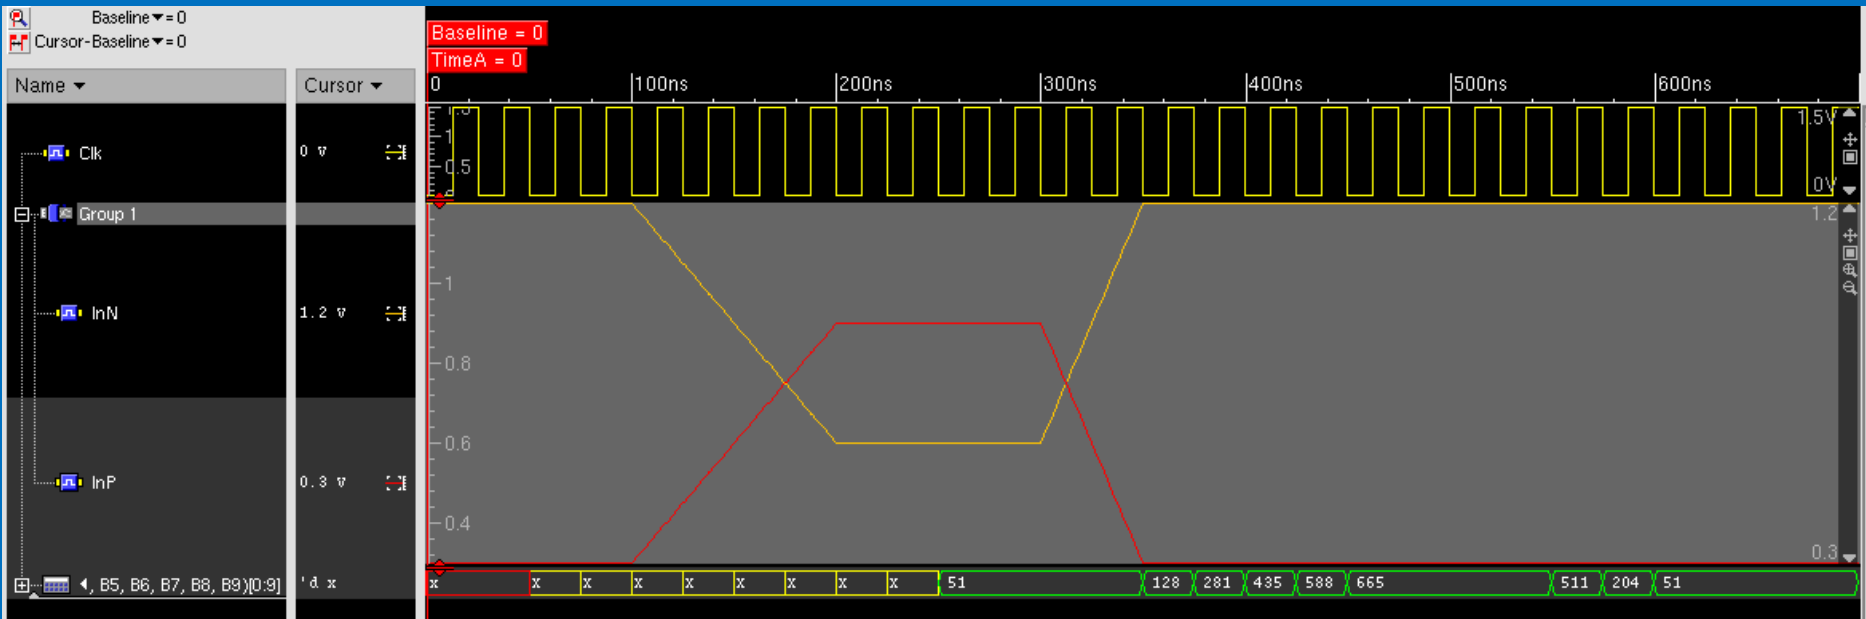 Baseline▼= 0
Cursor-Baseline▼= 0
Baseline = 0
TimeA = 0
Name ▼
Cursor ▼
0
100ns
200ns
300ns
400ns
500ns
600ns
1.5
1
0.5
1.5V
0V
Clk
0 V
Group 1
1.2
1
0.8
0.6
0.4
0.3
InN
1.2 V
InP
0.3 V
, B5, B6, B7, B8, B9)[0:9]
'd x
x x x x x x x x x 51 128 281 435 588 665 511 204 51